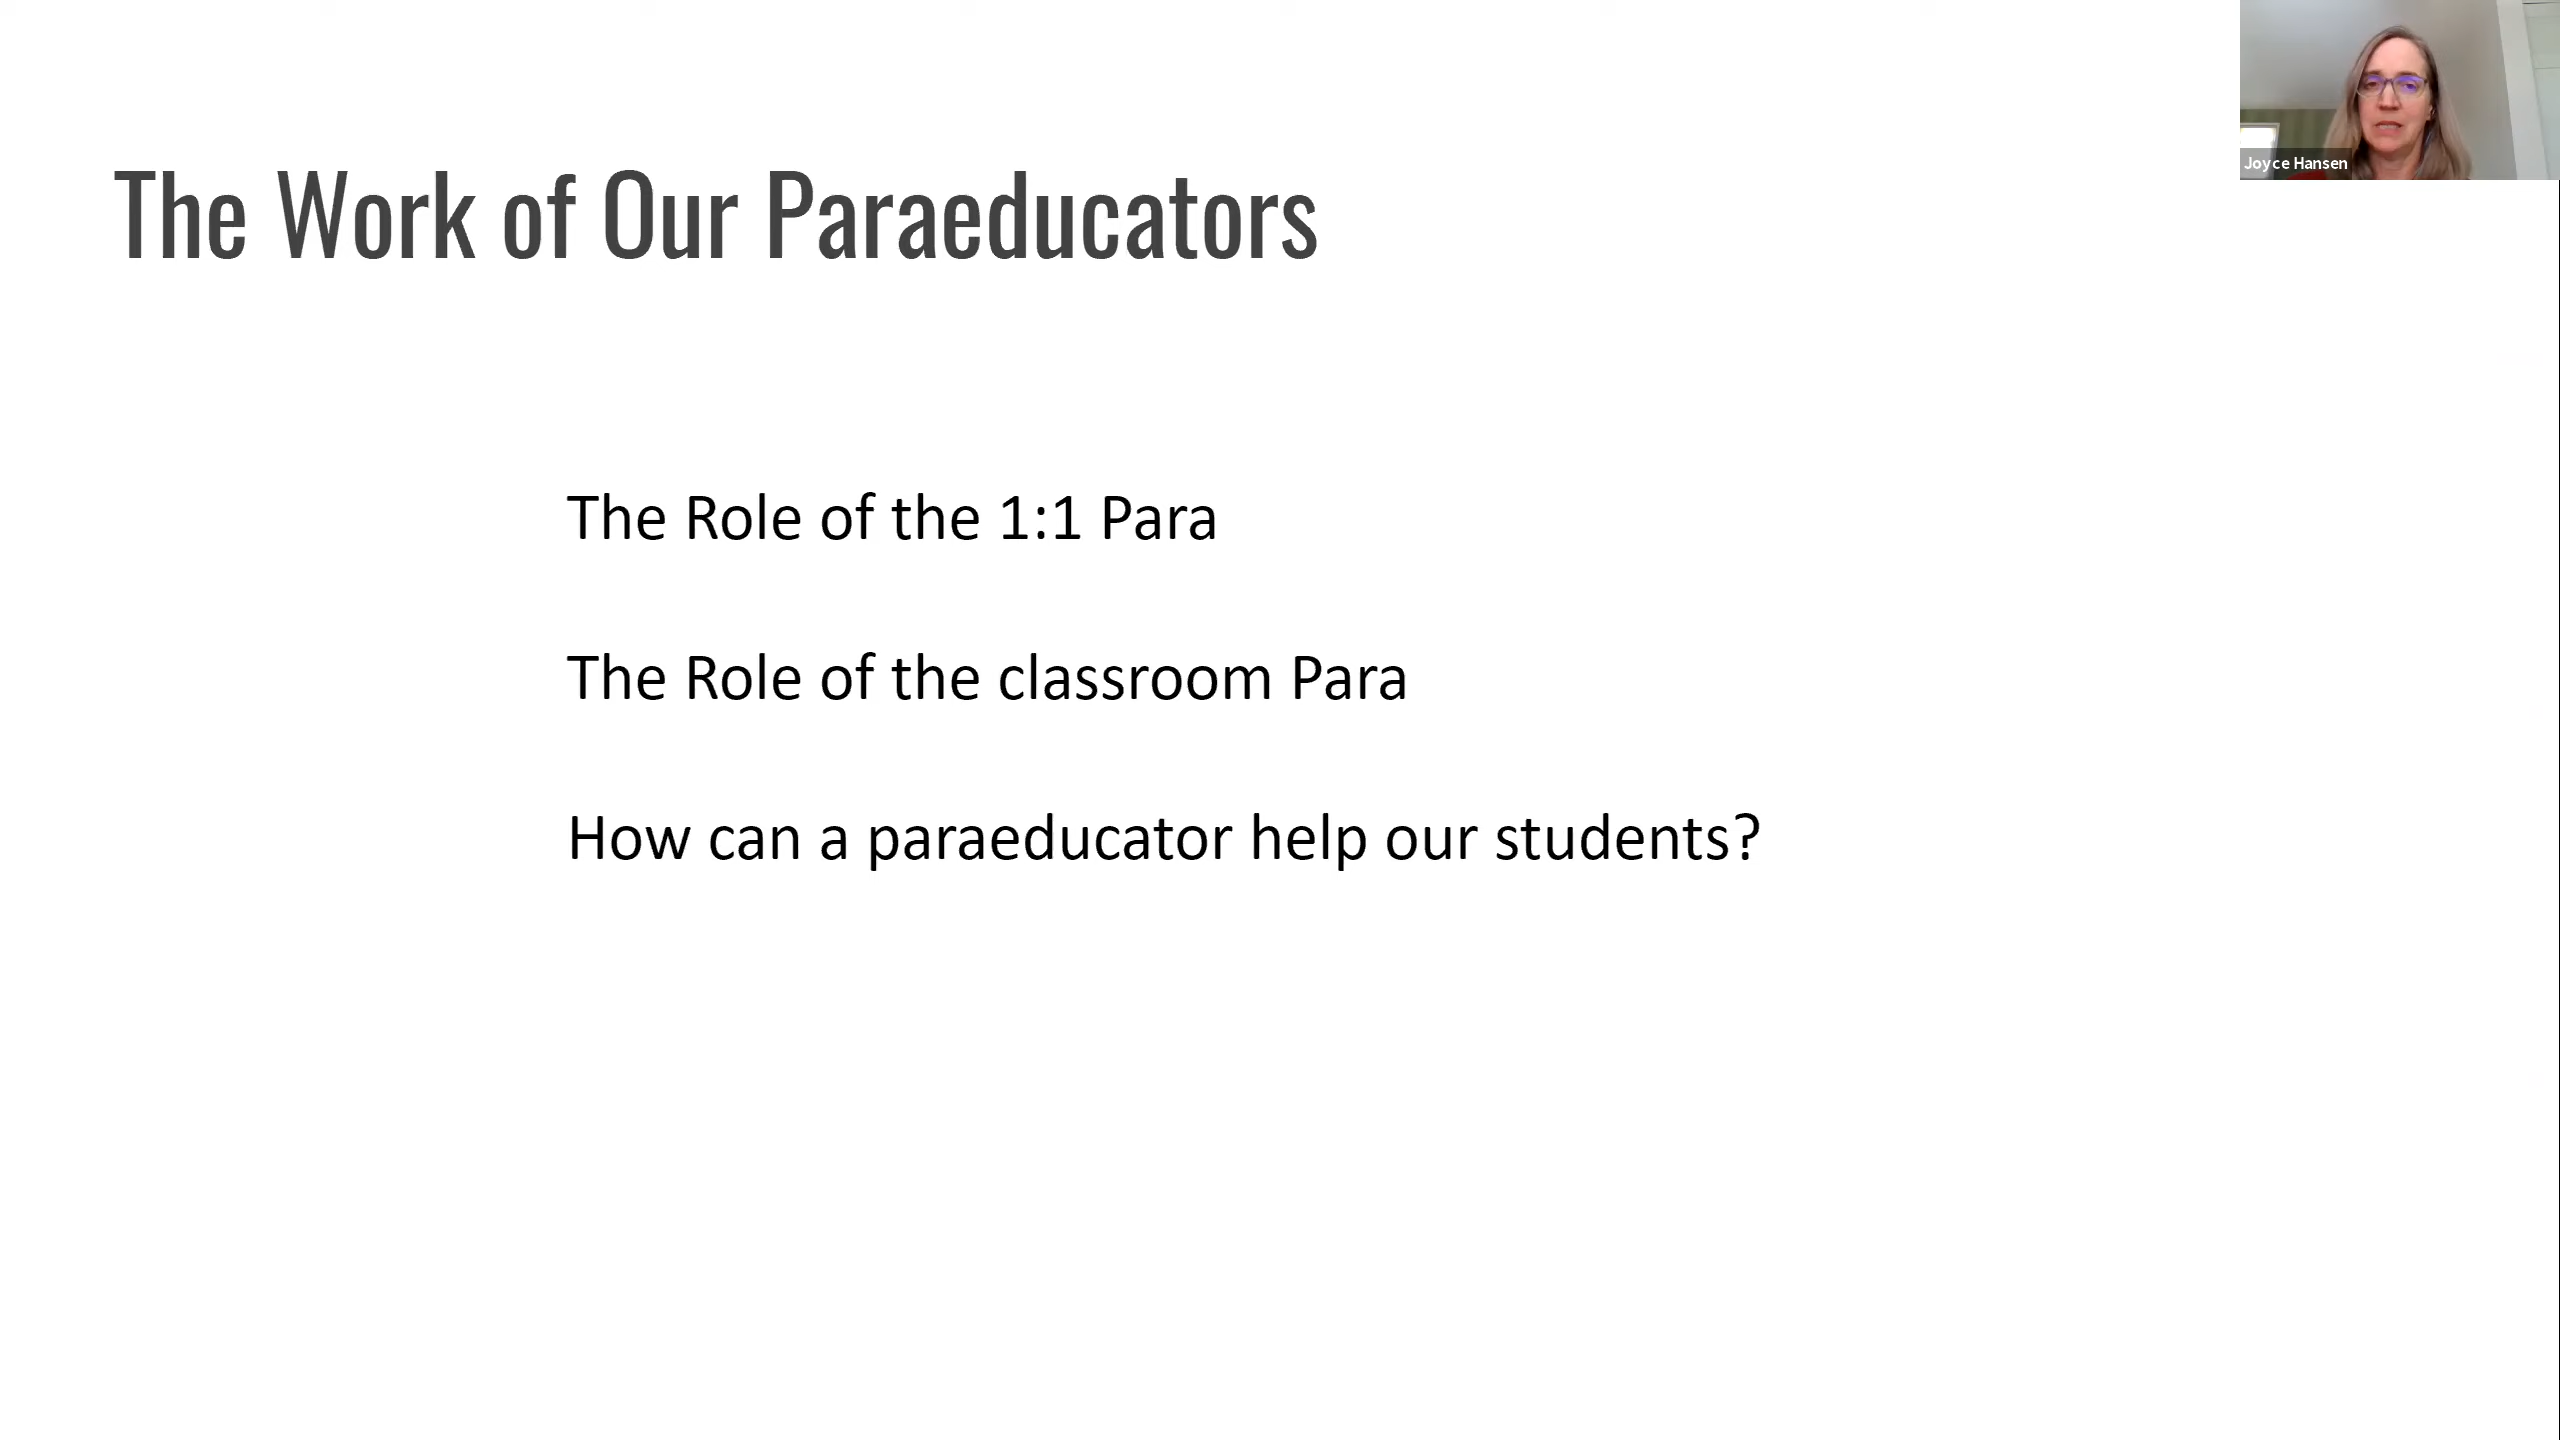 The Work of Our Paraeducators
Joyce Hansen
The Role of the 1:1 Para
The Role of the classroom Para
How can a paraeducator help our students?